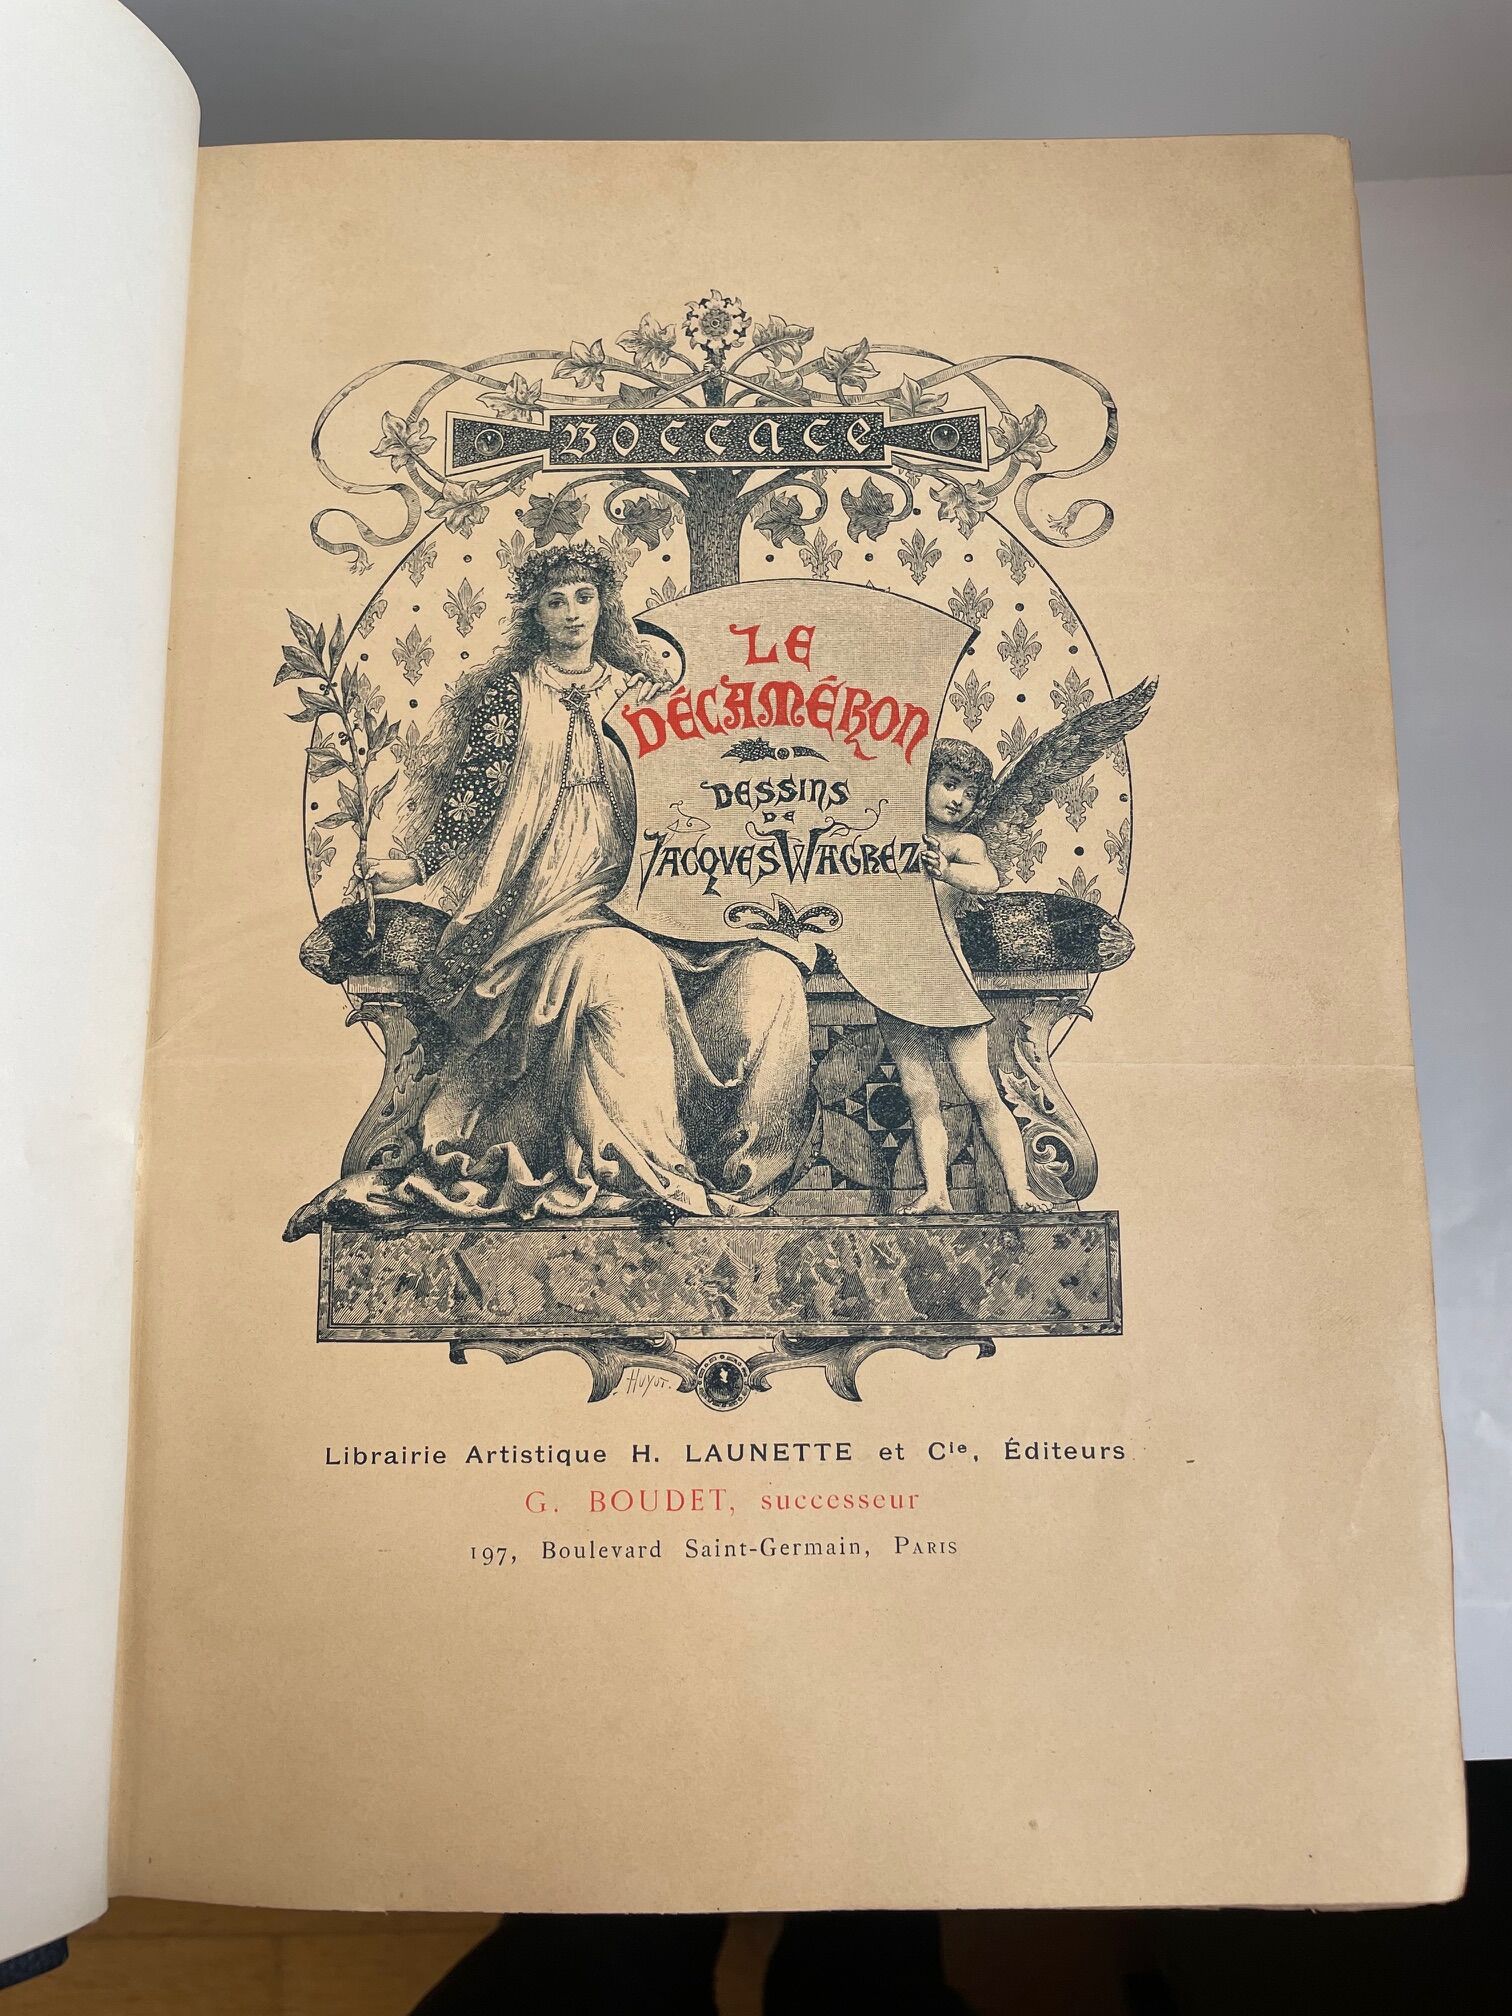 BOCCACE
LE
DÉCAMÉRON
DESSINS
DE
JACQUES WAGREZ
HUYOT.
Librairie Artistique H. LAUNETTE et Cie, Éditeurs
G. BOUDET, successeur
197, Boulevard Saint-Germain, PARIS